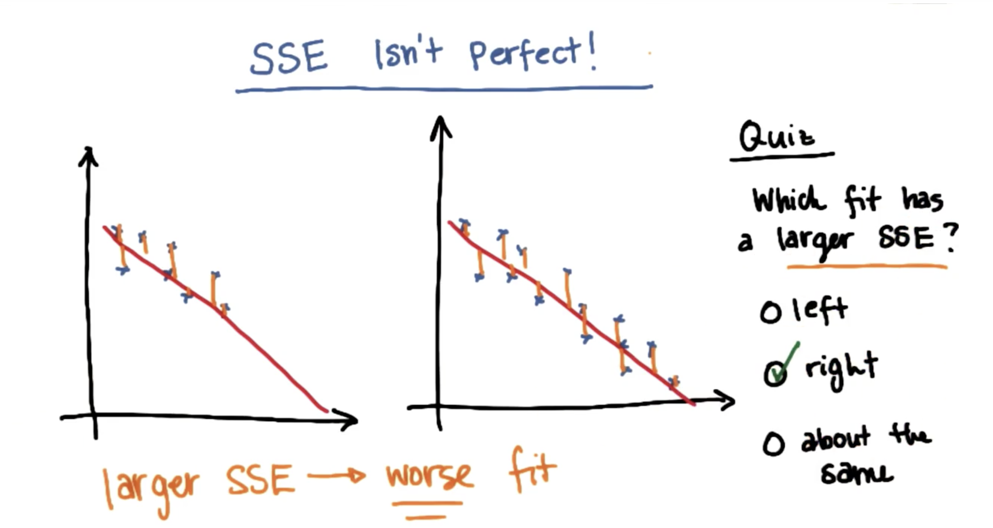 SSE Isn't Perfect!
Quiz
Which fit has
a larger SSE?
left
right
about the
same
larger SSE → worse fit